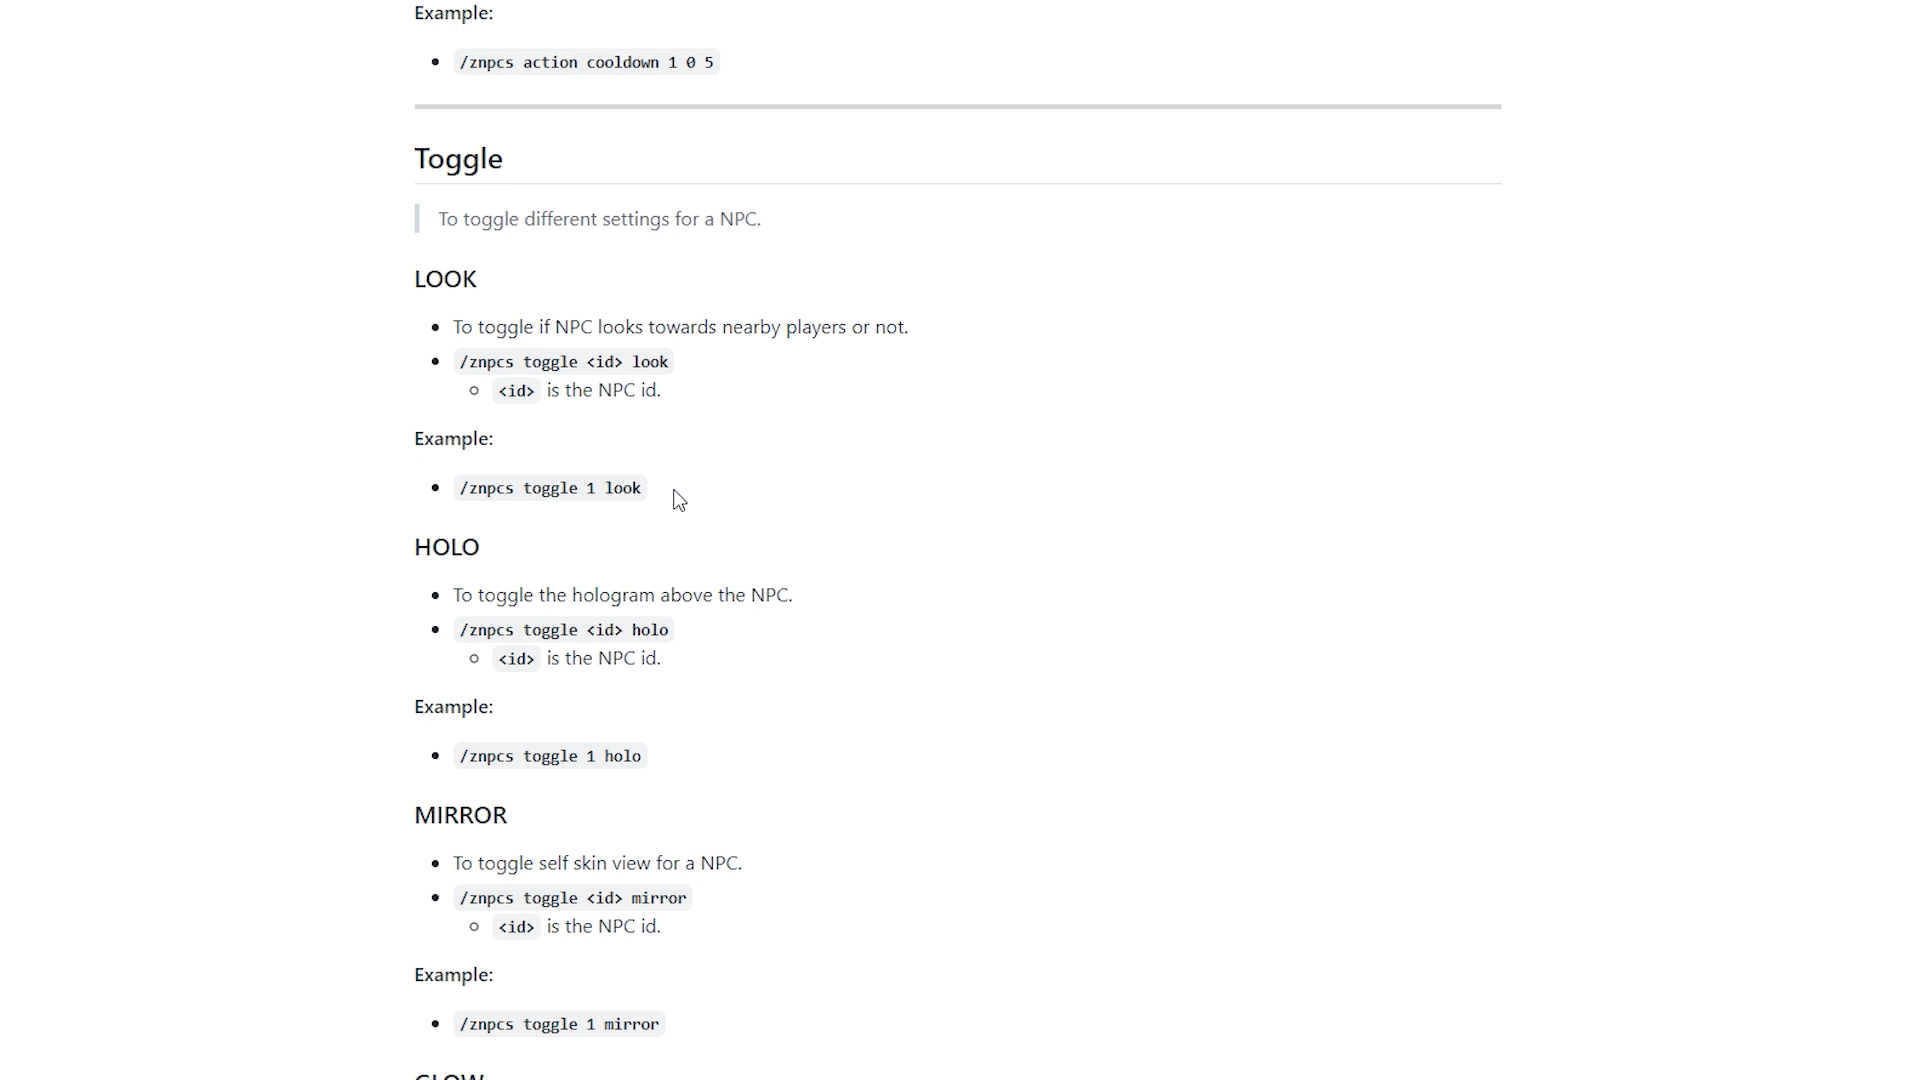 Example:
/znpcs action cooldown 1 0 5
Toggle
To toggle different settings for a NPC.
LOOK
To toggle if NPC looks towards nearby players or not.
/znpcs toggle <id> look
<id> is the NPC id.
Example:
/znpcs toggle 1 look
HOLO
To toggle the hologram above the NPC.
/znpcs toggle <id> holo
<id> is the NPC id.
Example:
/znpcs toggle 1 holo
MIRROR
To toggle self skin view for a NPC.
/znpcs toggle <id> mirror
<id> is the NPC id.
Example:
/znpcs toggle 1 mirror
GLOW